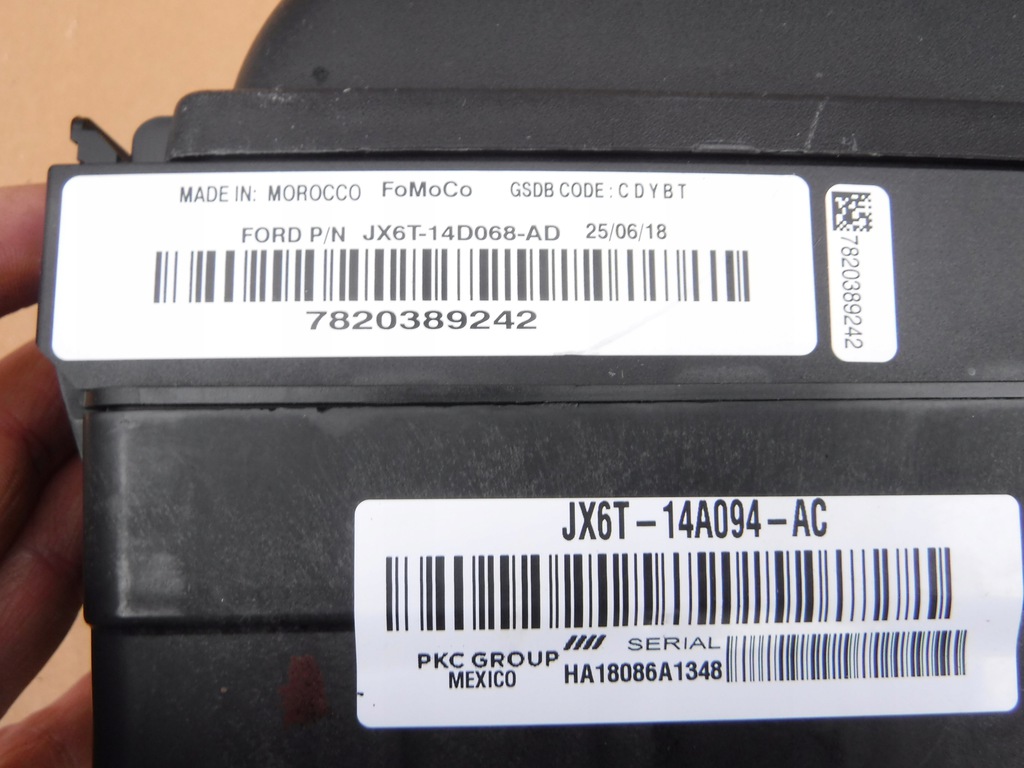 MADE IN: MOROCCO FoMoCo GSDB CODE: C D Y B T
FORD P/N JX6T-14D068-AD 25/06/18
7820389242
7820389242
JX6T-14A094-AC
PKC GROUP SERIAL
MEXICO HA18086A1348